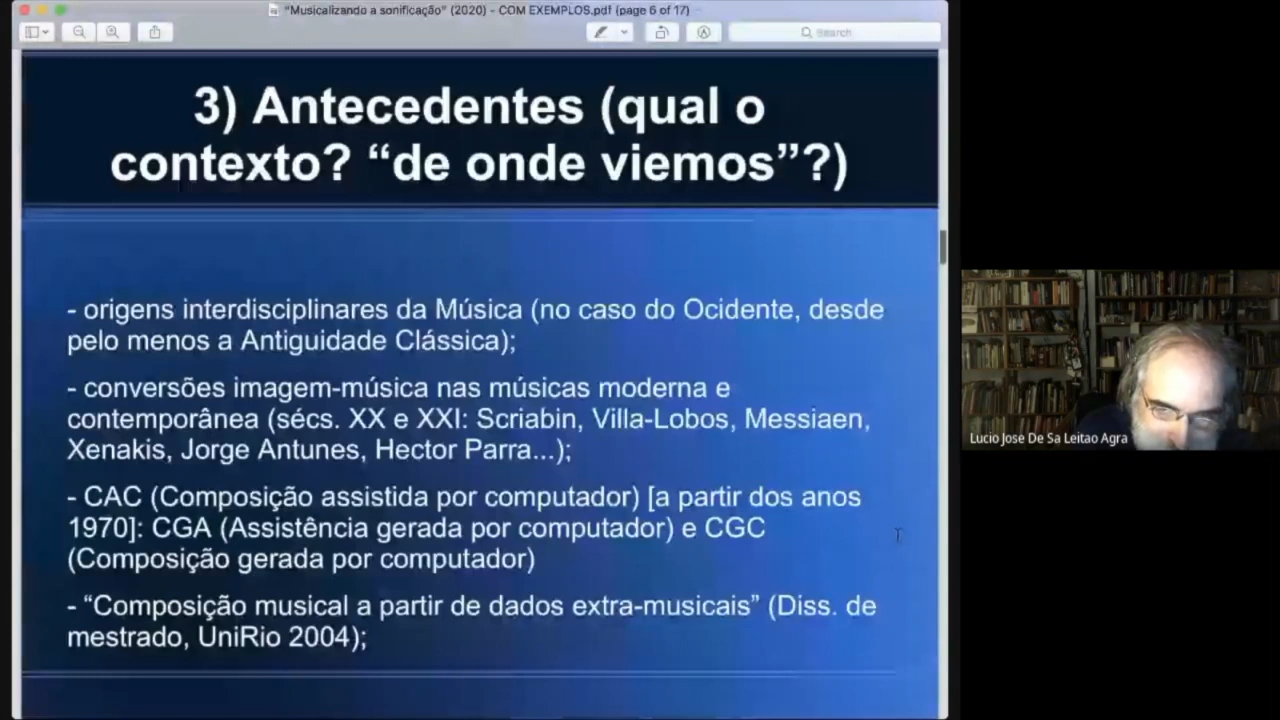 "Musicalizando a sonificação" (2020) - COM EXEMPLOS.pdf (page 6 of 17)
Search
3) Antecedentes (qual o
contexto? “de onde viemos”?)
- origens interdisciplinares da Música (no caso do Ocidente, desde
pelo menos a Antiguidade Clássica);
- conversões imagem-música nas músicas moderna e
contemporânea (sécs. XX e XXI: Scriabin, Villa-Lobos, Messiaen,
Xenakis, Jorge Antunes, Hector Parra...);
- CAC (Composição assistida por computador) [a partir dos anos
1970]: CGA (Assistência gerada por computador) e CGC
(Composição gerada por computador)
- “Composição musical a partir de dados extra-musicais” (Diss. de
mestrado, UniRio 2004);
Lucio Jose De Sa Leitao Agra